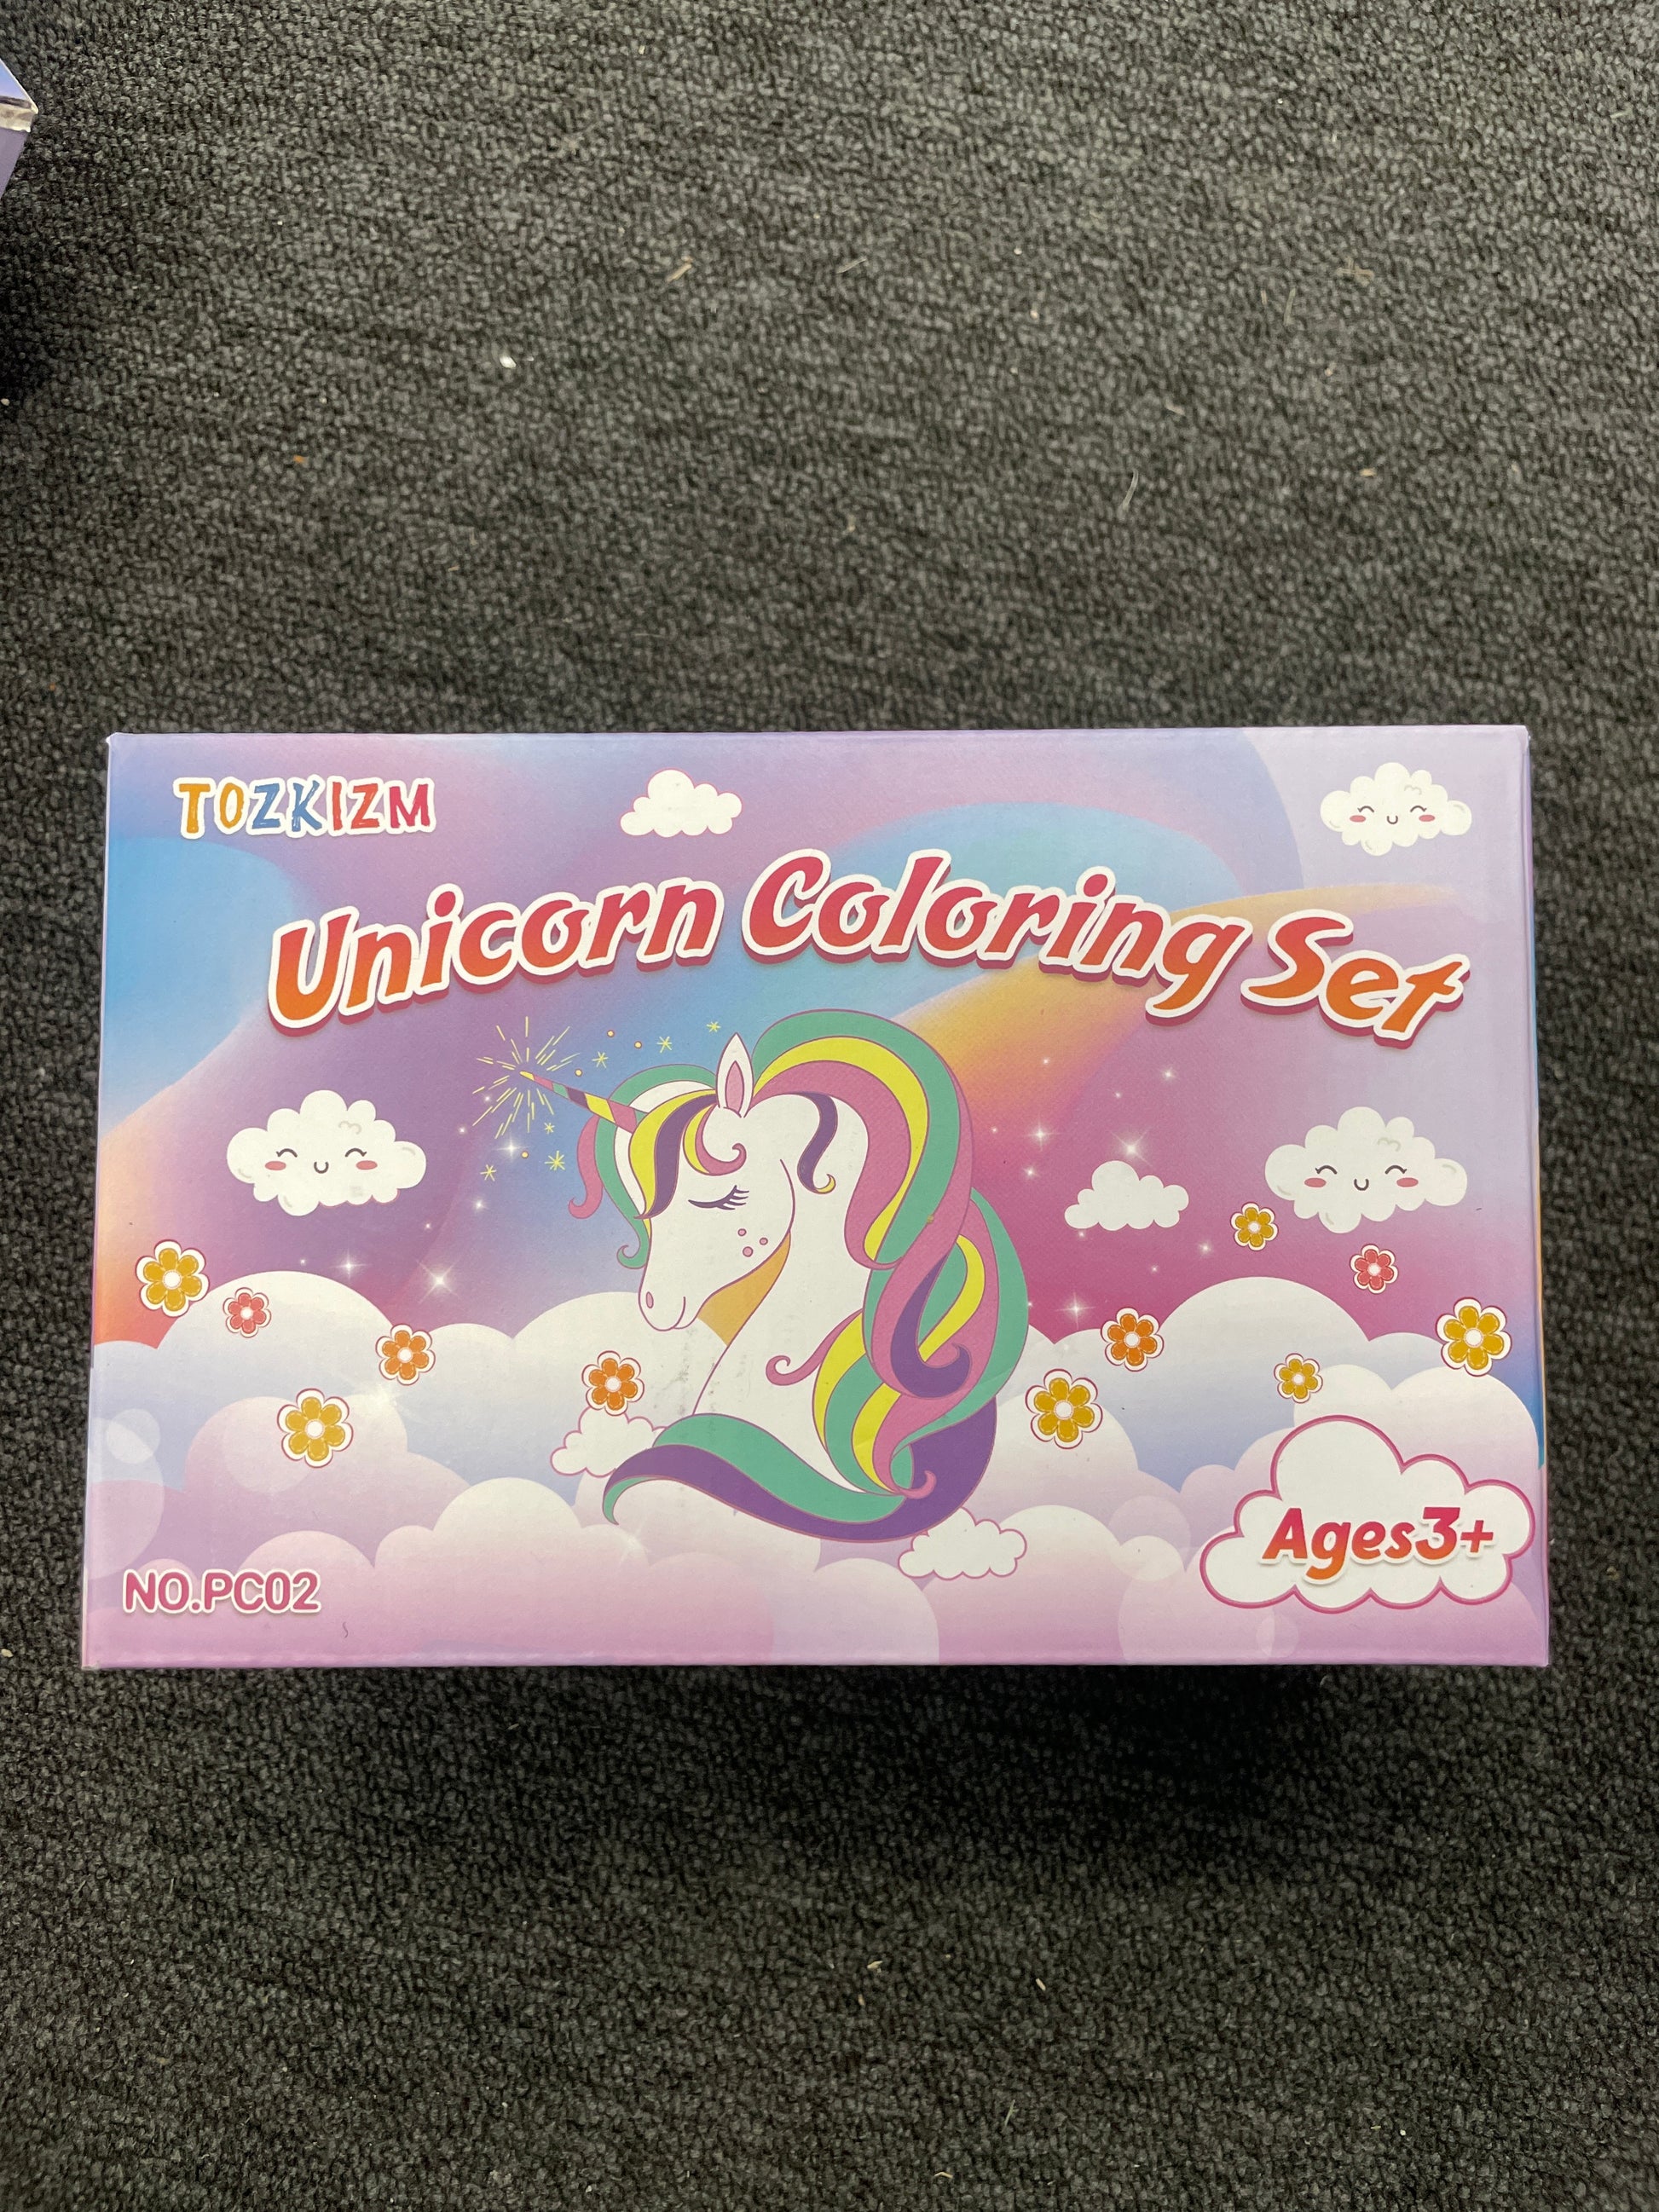 TOZKIZM
Unicorn Coloring Set
Ages3+
NO.PC02